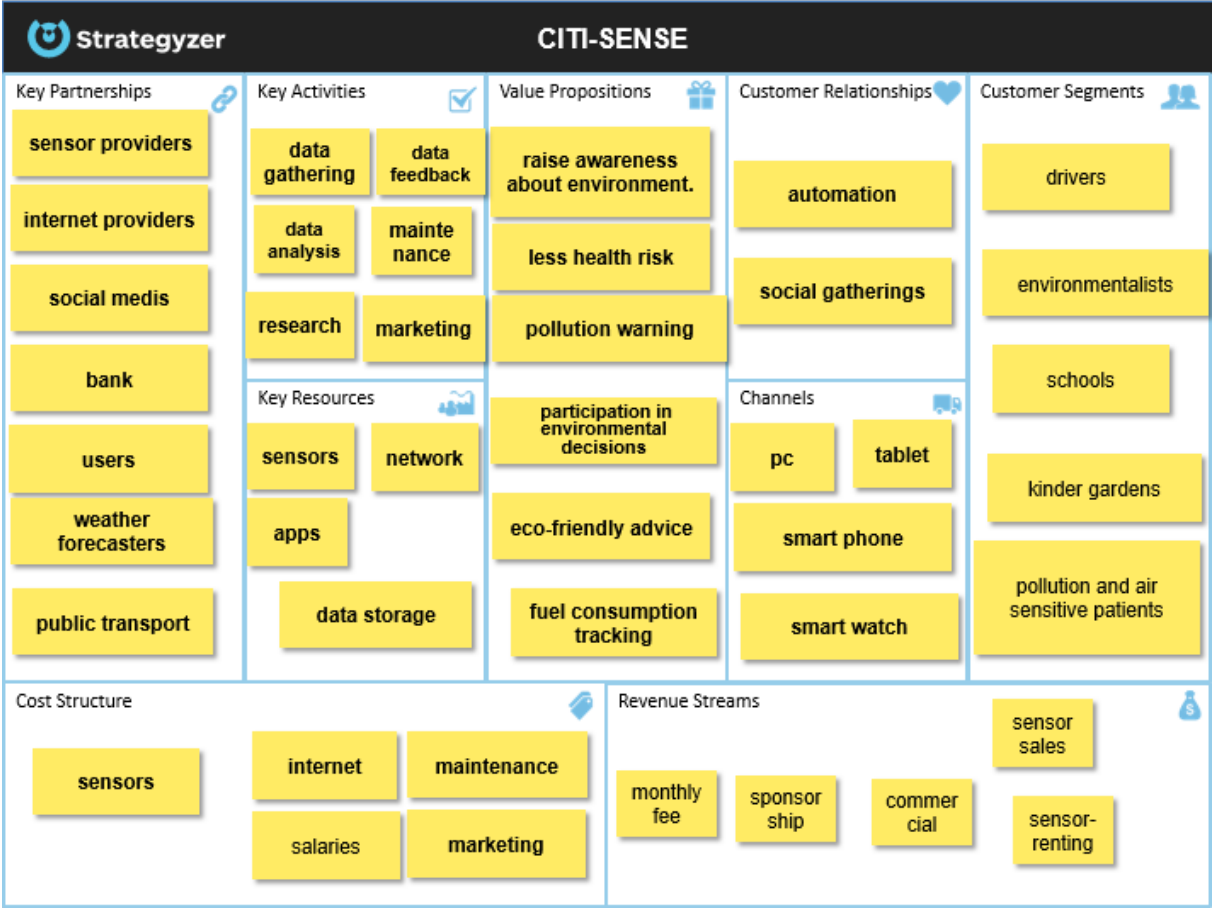 Strategyzer
CITI-SENSE
Key Partnerships
sensor providers
internet providers
social medis
bank
users
weather
forecasters
public transport
Key Activities
data
gathering
data
feedback
data
analysis
mainte
nance
research
marketing
Key Resources
sensors
network
apps
data storage
Value Propositions
raise awareness
about environment.
less health risk
pollution warning
participation in
environmental
decisions
eco-friendly advice
fuel consumption
tracking
Customer Relationships
automation
social gatherings
Channels
pc
tablet
smart phone
smart watch
Customer Segments
drivers
environmentalists
schools
kinder gardens
pollution and air
sensitive patients
Cost Structure
sensors
internet
maintenance
salaries
marketing
Revenue Streams
monthly
fee
sponsor
ship
commer
cial
sensor
sales
sensor-
renting
$